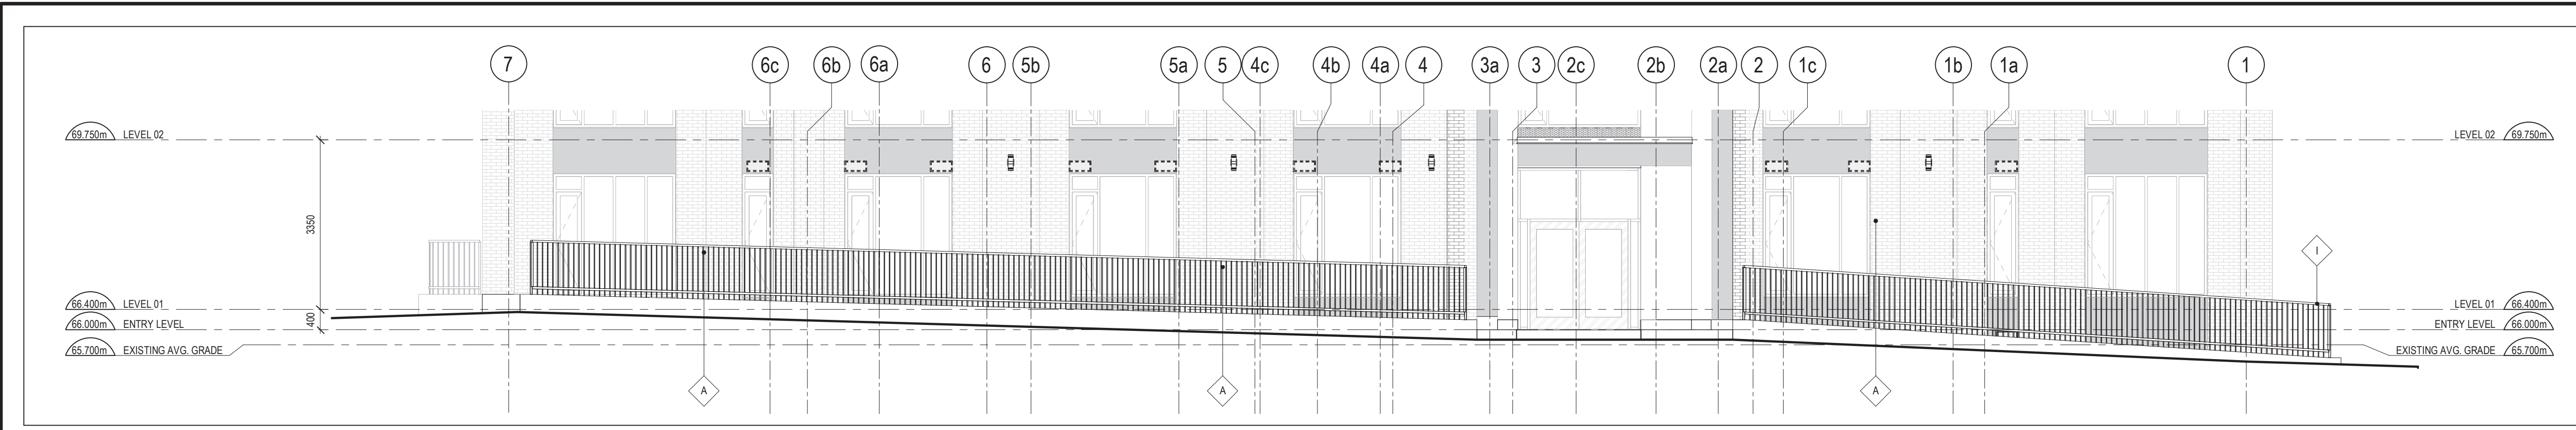 7 6c 6b 6a 6 5b 5a 5 4c 4b 4a 4 3a 3 2c 2b 2a 2 1c 1b 1a 1
69.750m LEVEL 02
LEVEL 02 69.750m
3350
I
66.400m LEVEL 01
LEVEL 01 66.400m
400
66.000m ENTRY LEVEL
ENTRY LEVEL 66.000m
65.700m EXISTING AVG. GRADE
EXISTING AVG. GRADE 65.700m
A A A